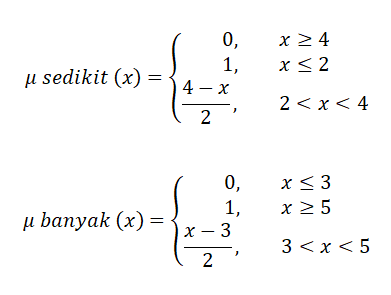 0, x ≥ 4
1, x ≤ 2
μ sedikit (x) = { (4 − x)/2, 2 < x < 4
0, x ≤ 3
1, x ≥ 5
μ banyak (x) = { (x − 3)/2, 3 < x < 5